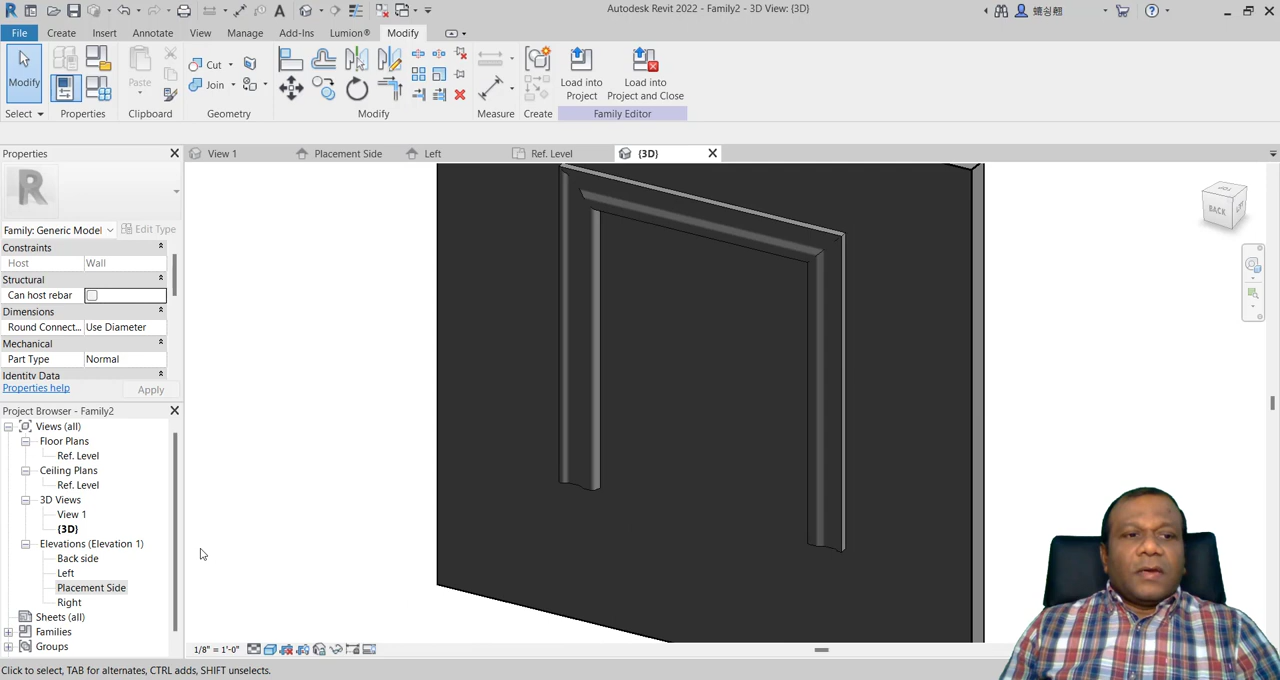 Autodesk Revit 2022 - Family2 - 3D View: {3D}
File Create Insert Annotate View Manage Add-Ins Lumion® Modify
Modify
Paste
Cut
Join
Load into Project
Load into Project and Close
Select Properties Clipboard Geometry Modify Measure Create Family Editor
Properties
View 1 Placement Side Left Ref. Level {3D}
R
Family: Generic Model Edit Type
Constraints
Host Wall
Structural
Can host rebar
Dimensions
Round Connect... Use Diameter
Mechanical
Part Type Normal
Identity Data
Properties help Apply
Project Browser - Family2
Views (all)
Floor Plans
Ref. Level
Ceiling Plans
Ref. Level
3D Views
View 1
{3D}
Elevations (Elevation 1)
Back side
Left
Placement Side
Right
Sheets (all)
Families
Groups
BACK
1/8" = 1'-0"
Click to select, TAB for alternates, CTRL adds, SHIFT unselects.